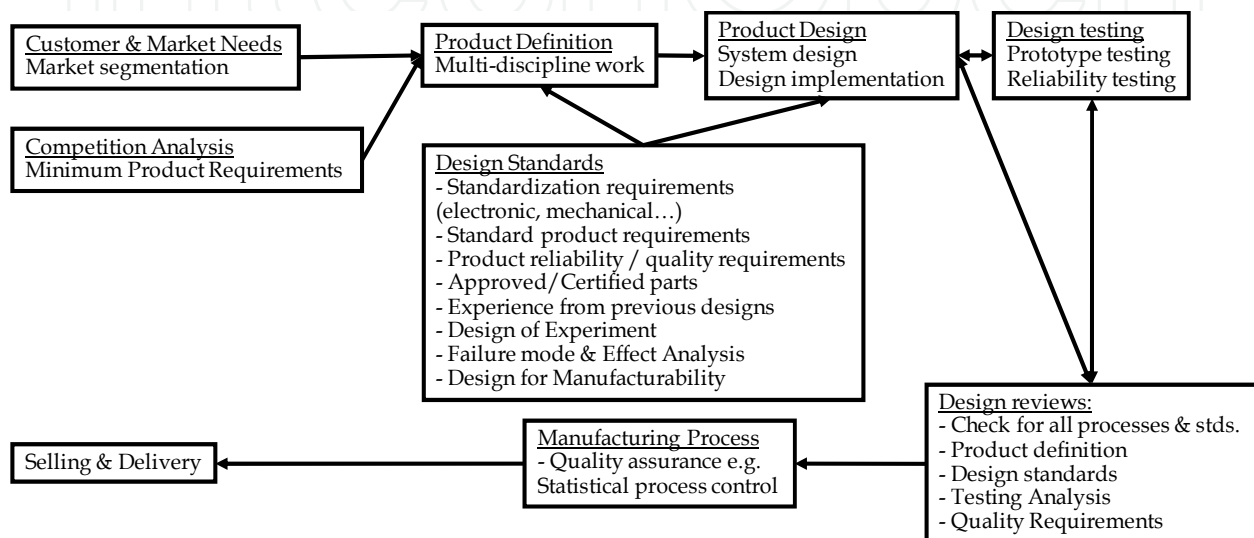 Customer & Market Needs
Market segmentation
Product Definition
Multi-discipline work
Product Design
System design
Design implementation
Design testing
Prototype testing
Reliability testing
Competition Analysis
Minimum Product Requirements
Design Standards
- Standardization requirements
(electronic, mechanical…)
- Standard product requirements
- Product reliability / quality requirements
- Approved/Certified parts
- Experience from previous designs
- Design of Experiment
- Failure mode & Effect Analysis
- Design for Manufacturability
Design reviews:
- Check for all processes & stds.
- Product definition
- Design standards
- Testing Analysis
- Quality Requirements
Manufacturing Process
- Quality assurance e.g.
Statistical process control
Selling & Delivery